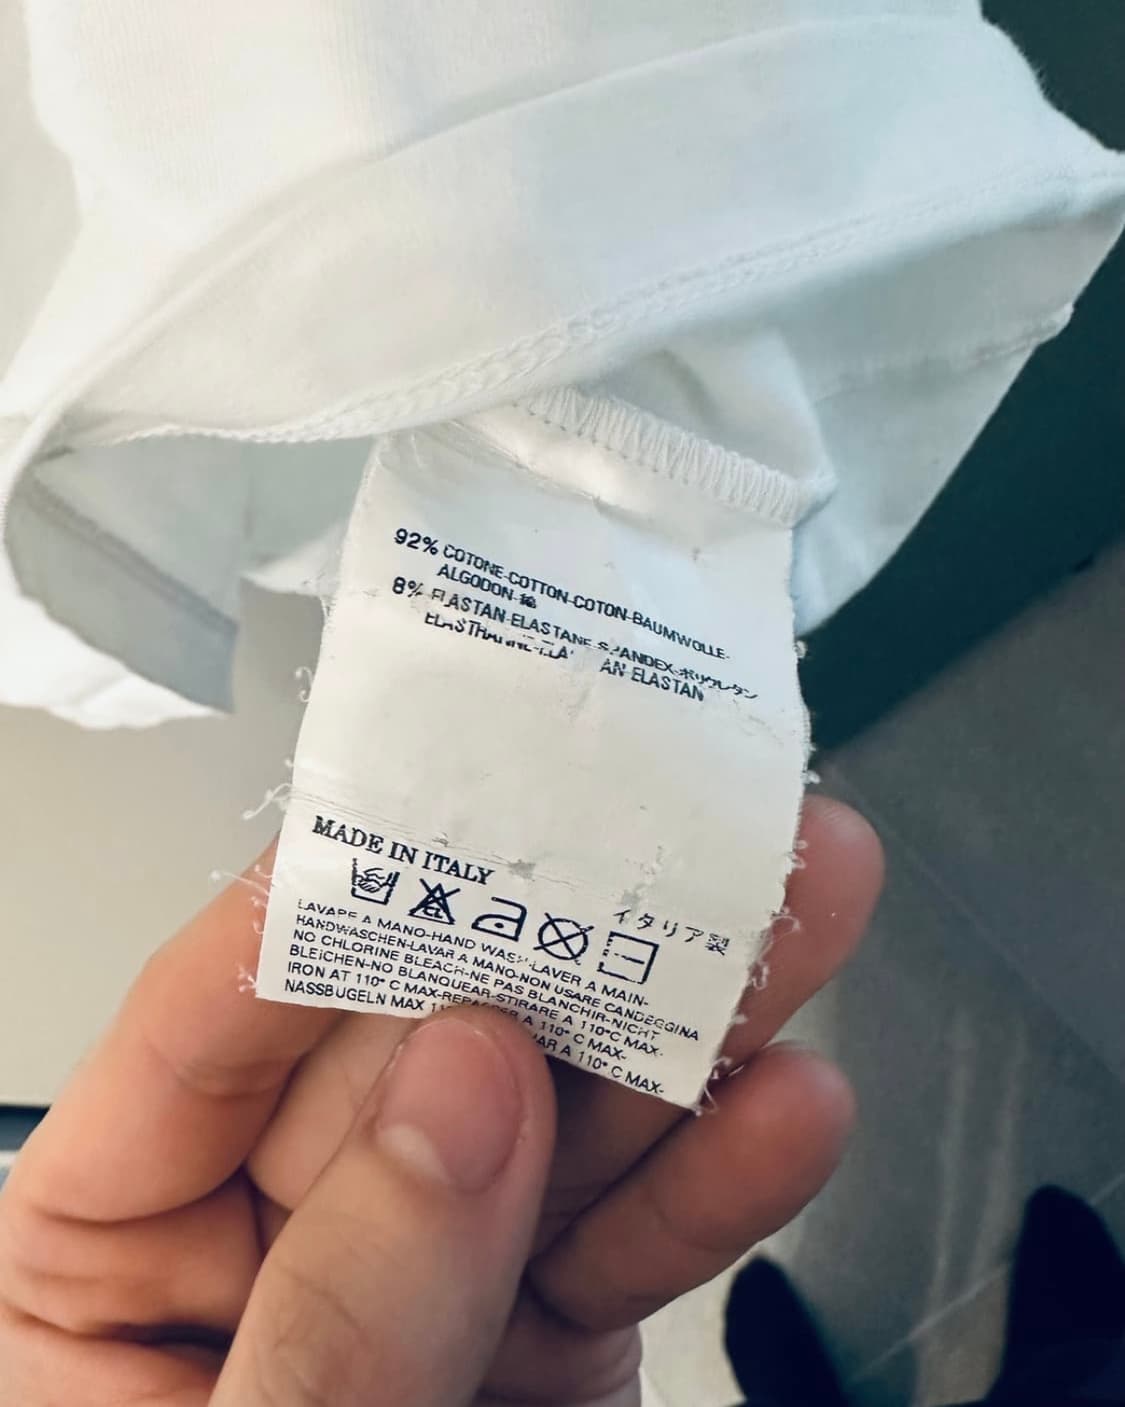 92% COTONE-COTTON-COTON-BAUMWOLLE-
ALGODON-綿
8% ELASTAN-ELASTANE-SPANDEX-ポリウレタン
AN ELASTAN
MADE IN ITALY
イタリア製
LAVARE A MANO-HAND WASH-LAVER A MAIN-
HANDWASCHEN-LAVAR A MANO-NON USARE CANDEGGINA
NO CHLORINE BLEACH-NE PAS BLANCHIR-NICHT
BLEICHEN-NO BLANQUEAR-STIRARE A 110°C MAX.
IRON AT 110° C MAX-REPASSER A 110° C MAX-
NASSBUGELN MAX A 110° C MAX-